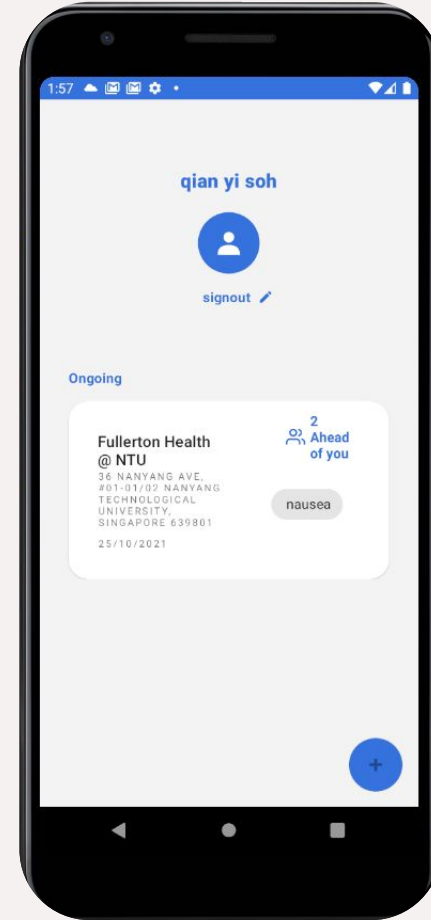 1:57
qian yi soh
signout
Ongoing
Fullerton Health
@ NTU
36 NANYANG AVE,
#01-01/02 NANYANG
TECHNOLOGICAL
UNIVERSITY,
SINGAPORE 639801
25/10/2021
2
Ahead
of you
nausea
+